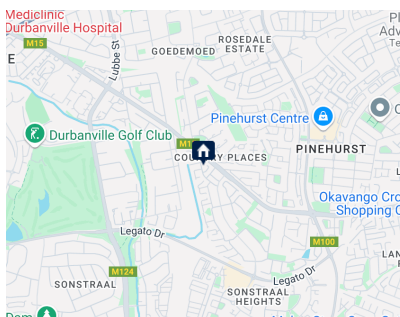 Mediclinic
Durbanville Hospital
M15
Lubbe St
GOEDEMOED
ROSEDALE
ESTATE
E
Durbanville Golf Club
Pinehurst Centre
PINEHURST
COUNTRY PLACES
Okavango Cro
Shopping C
Legato Dr
M100
M124
SONSTRAAL
Legato Dr
SONSTRAAL
HEIGHTS
LAN